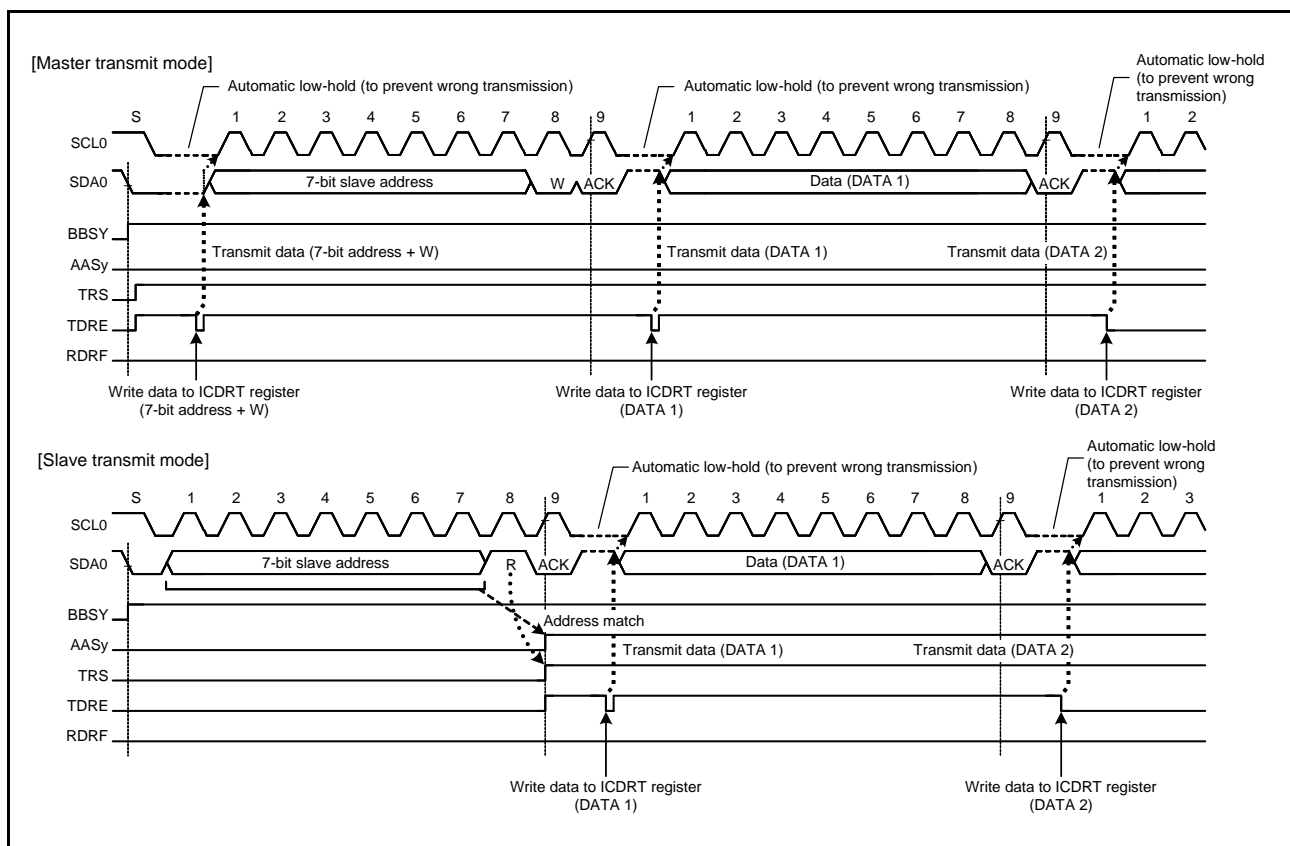 [Master transmit mode]
Automatic low-hold (to prevent wrong transmission)
Automatic low-hold (to prevent wrong transmission)
Automatic low-hold
(to prevent wrong
transmission)
S 1 2 3 4 5 6 7 8 9 1 2 3 4 5 6 7 8 9 1 2
SCL0
SDA0 7-bit slave address W ACK Data (DATA 1) ACK
BBSY
Transmit data (7-bit address + W) Transmit data (DATA 1) Transmit data (DATA 2)
AASy
TRS
TDRE
RDRF
Write data to ICDRT register
(7-bit address + W)
Write data to ICDRT register
(DATA 1)
Write data to ICDRT register
(DATA 2)
[Slave transmit mode]
Automatic low-hold (to prevent wrong transmission)
Automatic low-hold
(to prevent wrong
transmission)
S 1 2 3 4 5 6 7 8 9 1 2 3 4 5 6 7 8 9 1 2 3
SCL0
SDA0 7-bit slave address R ACK Data (DATA 1) ACK
BBSY
Address match
AASy
Transmit data (DATA 1) Transmit data (DATA 2)
TRS
TDRE
RDRF
Write data to ICDRT register
(DATA 1)
Write data to ICDRT register
(DATA 2)